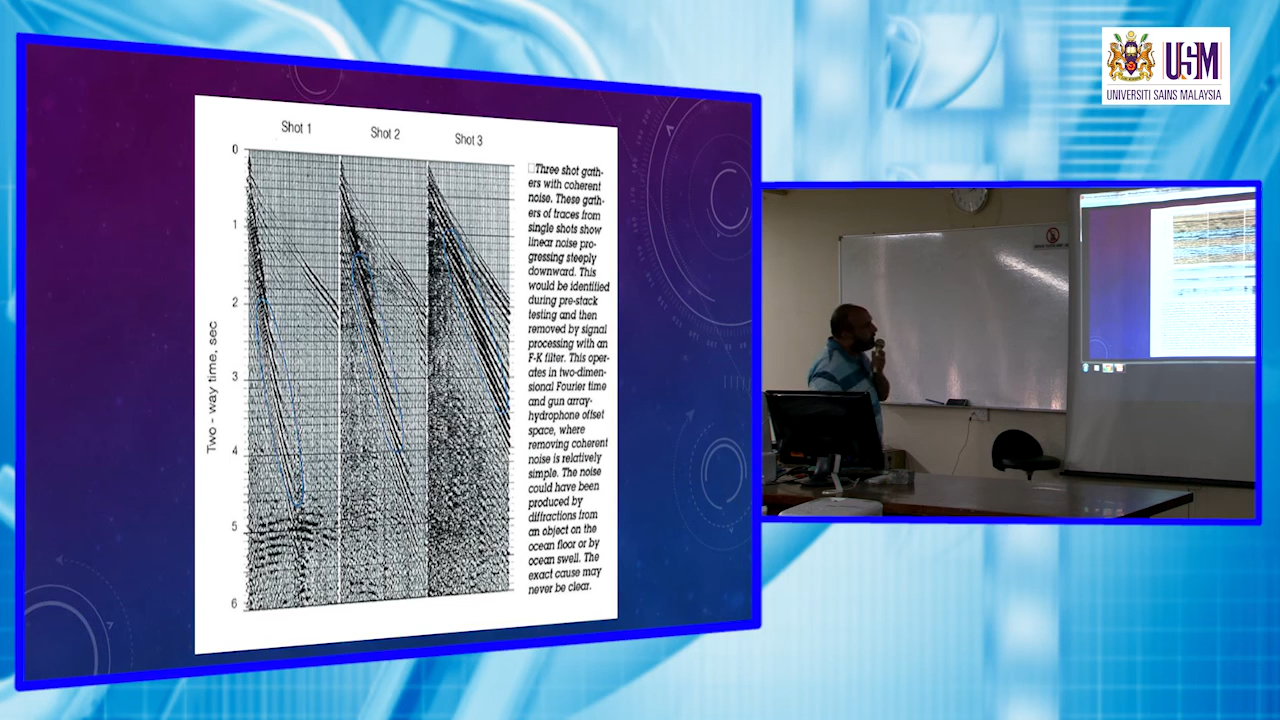 USM
UNIVERSITI SAINS MALAYSIA
Shot 1
Shot 2
Shot 3
0
1
2
3
4
5
6
Two - way time, sec
Three shot gath-
ers with coherent
noise. These gath-
ers of traces from
single shots show
linear noise pro-
gressing steeply
downward. This
would be identified
during pre-stack
testing and then
removed by signal
processing with an
F-K filter. This oper-
ates in two-dimen-
sional Fourier time
and gun array-
hydrophone offset
space, where
removing coherent
noise is relatively
simple. The noise
could have been
produced by
diffractions from
an object on the
ocean floor or by
ocean swell. The
exact cause may
never be clear.